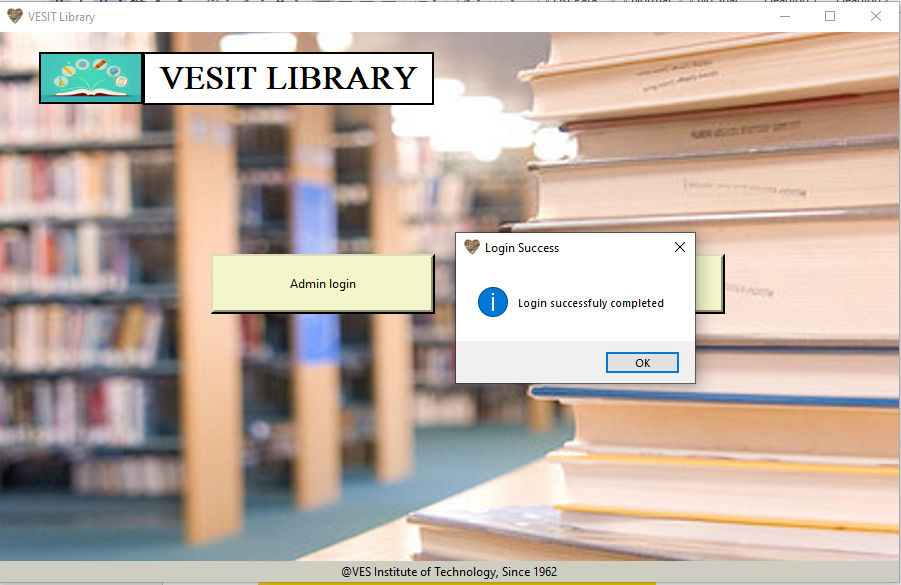 VESIT Library
VESIT LIBRARY
Login Success
Admin login
Login successfuly completed
OK
@VES Institute of Technology, Since 1962